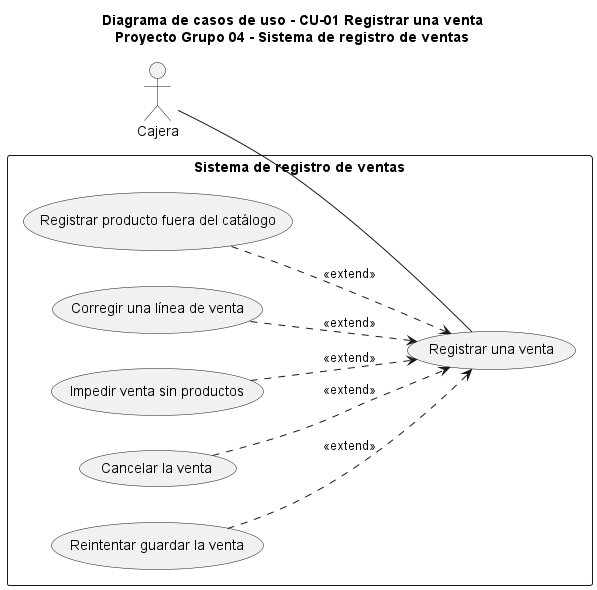 Diagrama de casos de uso - CU-01 Registrar una venta
Proyecto Grupo 04 - Sistema de registro de ventas
Cajera
Sistema de registro de ventas
Registrar producto fuera del catálogo
«extend»
Corregir una línea de venta
«extend»
Registrar una venta
Impedir venta sin productos
«extend»
«extend»
Cancelar la venta
«extend»
Reintentar guardar la venta